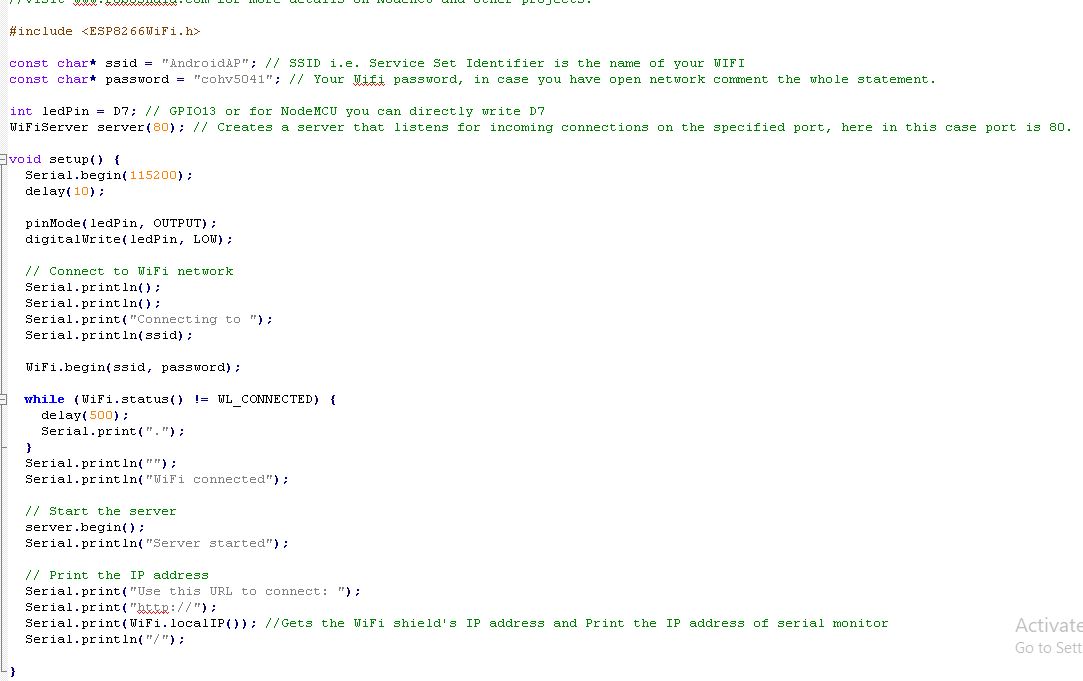 for more details on NodeMCU and other projects.
#include <ESP8266WiFi.h>
const char* ssid = "AndroidAP"; // SSID i.e. Service Set Identifier is the name of your WIFI
const char* password = "cohv5041"; // Your Wifi password, in case you have open network comment the whole statement.
int ledPin = D7; // GPIO13 or for NodeMCU you can directly write D7
WiFiServer server(80); // Creates a server that listens for incoming connections on the specified port, here in this case port is 80.
void setup() {
  Serial.begin(115200);
  delay(10);
  pinMode(ledPin, OUTPUT);
  digitalWrite(ledPin, LOW);
  // Connect to WiFi network
  Serial.println();
  Serial.println();
  Serial.print("Connecting to ");
  Serial.println(ssid);
  WiFi.begin(ssid, password);
  while (WiFi.status() != WL_CONNECTED) {
    delay(500);
    Serial.print(".");
  }
  Serial.println("");
  Serial.println("WiFi connected");
  // Start the server
  server.begin();
  Serial.println("Server started");
  // Print the IP address
  Serial.print("Use this URL to connect: ");
  Serial.print("http://");
  Serial.print(WiFi.localIP()); //Gets the WiFi shield's IP address and Print the IP address of serial monitor
  Serial.println("/");
}
Activate
Go to Sett